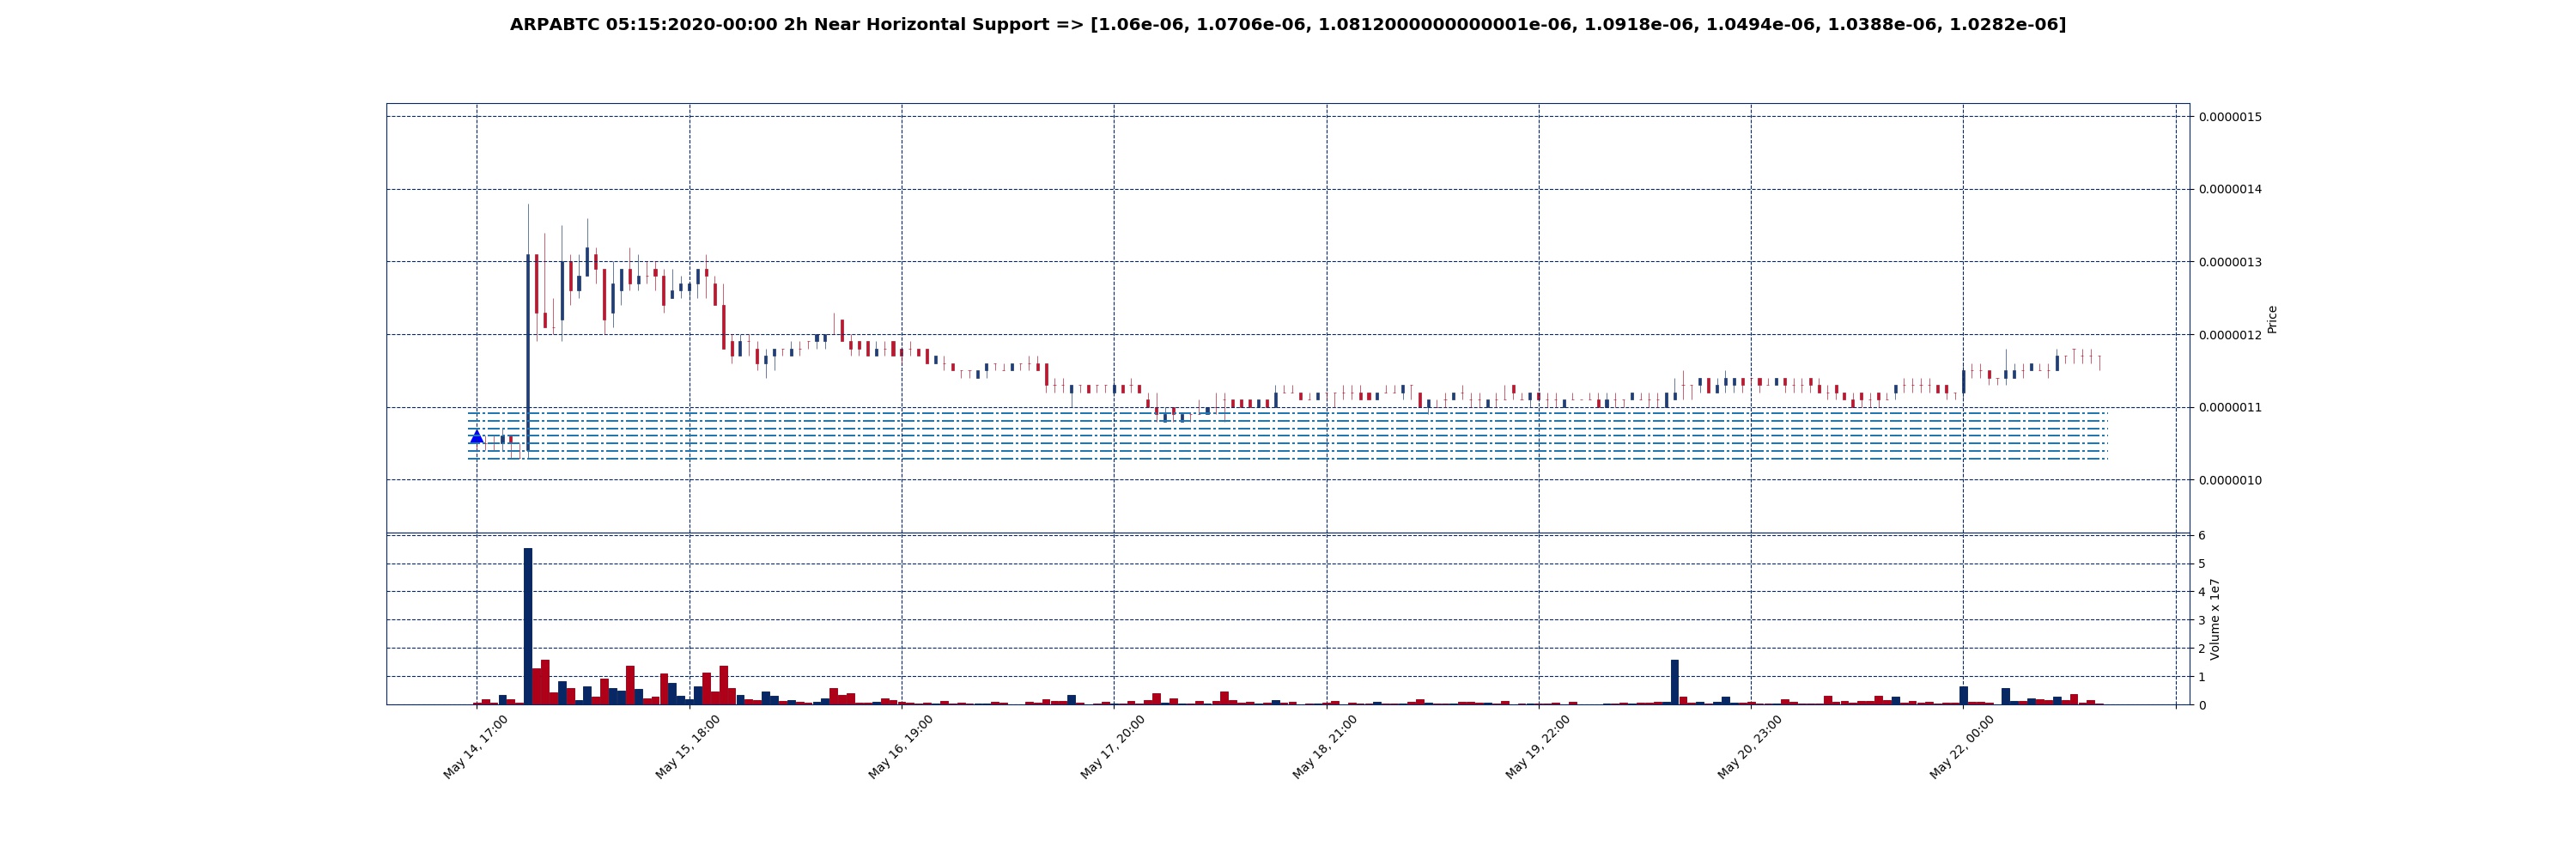 ARPABTC 05:15:2020-00:00 2h Near Horizontal Support => [1.06e-06, 1.0706e-06, 1.0812000000000001e-06, 1.0918e-06, 1.0494e-06, 1.0388e-06, 1.0282e-06]
0.0000015
0.0000014
0.0000013
0.0000012
0.0000011
0.0000010
Price
6
5
4
3
2
1
0
Volume x 1e7
May 14, 17:00
May 15, 18:00
May 16, 19:00
May 17, 20:00
May 18, 21:00
May 19, 22:00
May 20, 23:00
May 22, 00:00